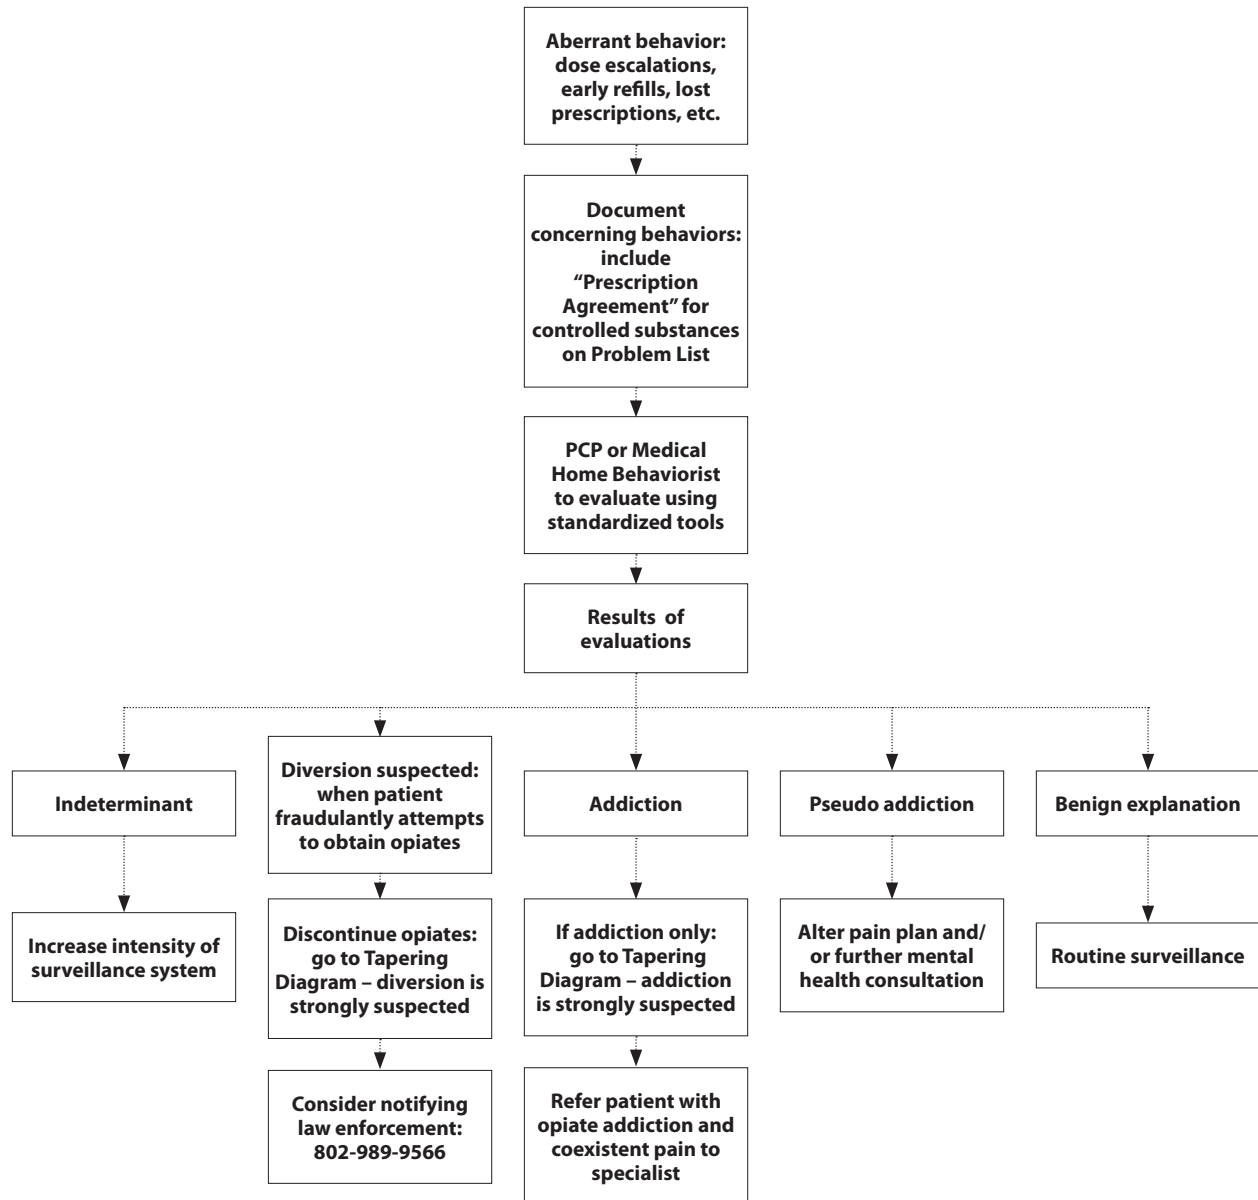 Aberrant behavior:
dose escalations,
early refills, lost
prescriptions, etc.
Document
concerning behaviors:
include
“Prescription
Agreement” for
controlled substances
on Problem List
PCP or Medical
Home Behaviorist
to evaluate using
standardized tools
Results of
evaluations
Indeterminant
Increase intensity of
surveillance system
Diversion suspected:
when patient
fraudulantly attempts
to obtain opiates
Discontinue opiates:
go to Tapering
Diagram – diversion is
strongly suspected
Consider notifying
law enforcement:
802-989-9566
Addiction
If addiction only:
go to Tapering
Diagram – addiction
is strongly suspected
Refer patient with
opiate addiction and
coexistent pain to
specialist
Pseudo addiction
Alter pain plan and/
or further mental
health consultation
Benign explanation
Routine surveillance